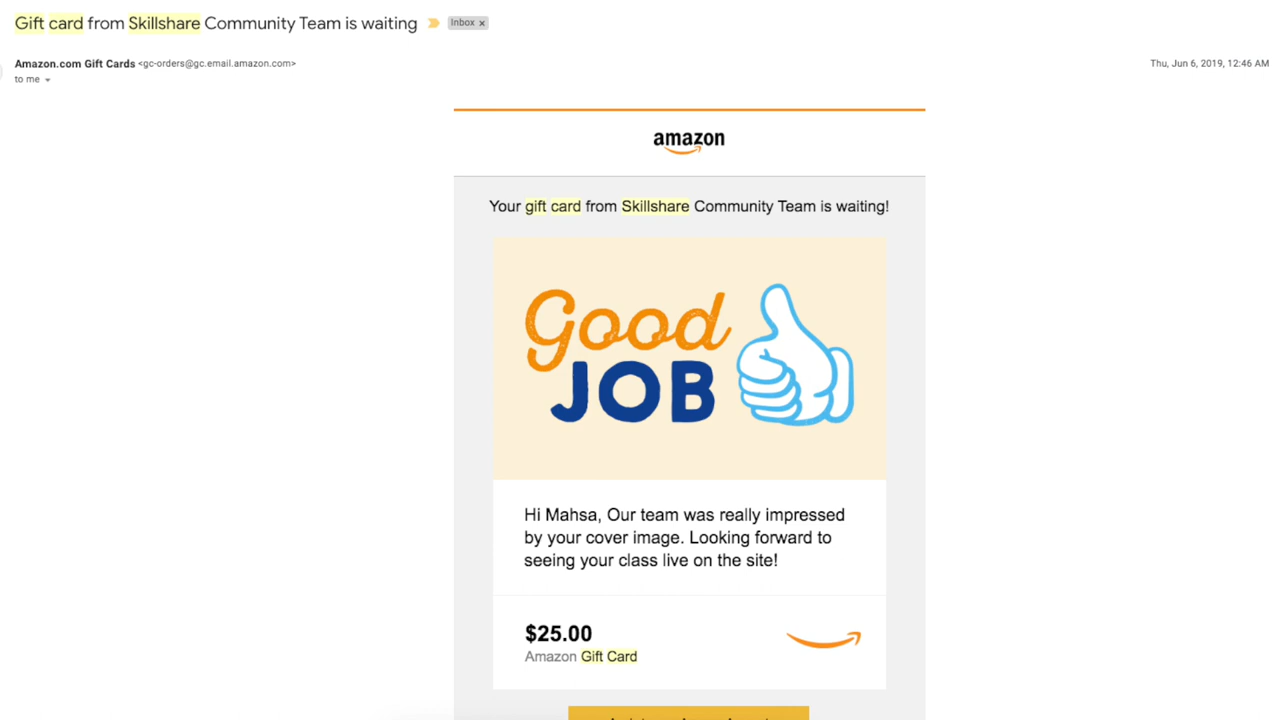 Gift card from Skillshare Community Team is waiting
Inbox x
Amazon.com Gift Cards <gc-orders@gc.email.amazon.com>
Thu, Jun 6, 2019, 12:46 AM
to me
amazon
Your gift card from Skillshare Community Team is waiting!
Good
JOB
Hi Mahsa, Our team was really impressed
by your cover image. Looking forward to
seeing your class live on the site!
$25.00
Amazon Gift Card